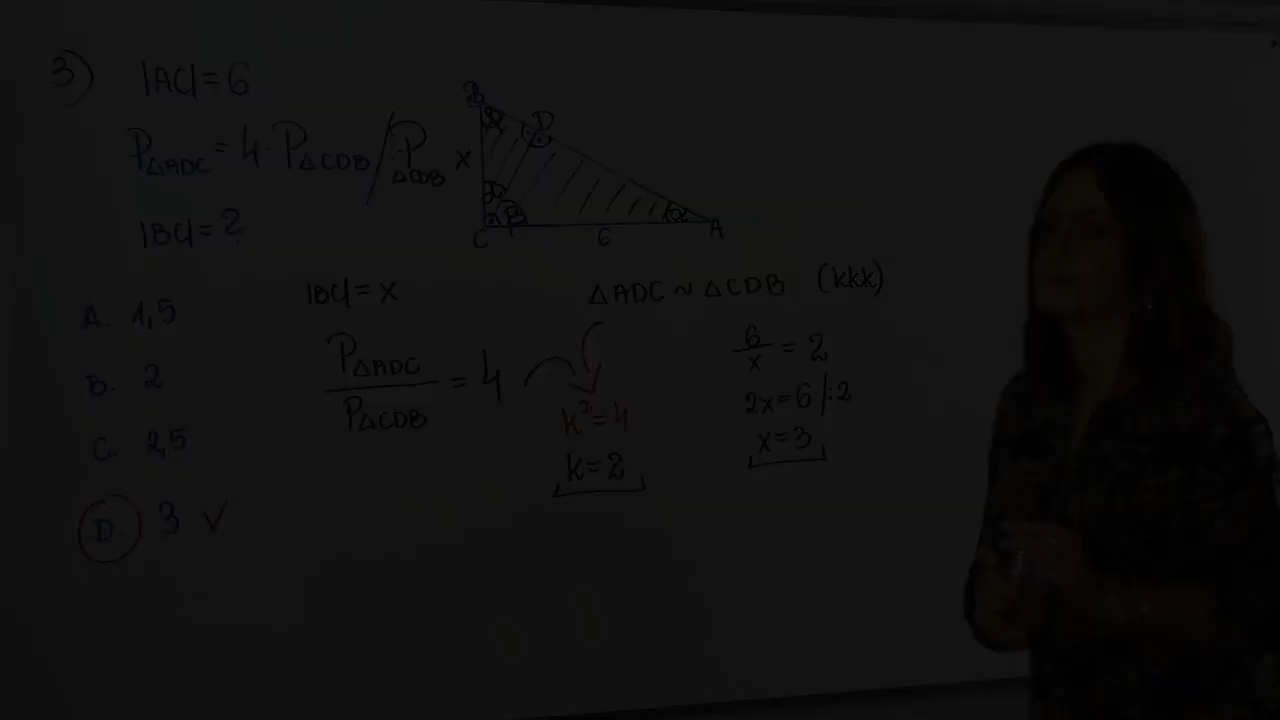 3) |AC| = 6
P△ADC = 4 · P△CDB / : P△CDB
|BC| = ?
A. 1,5
B. 2
C. 2,5
D. 3 ✓
B
D
x
α
β
α
C
6
A
|BC| = x
P△ADC / P△CDB = 4
△ADC ~ △CDB (kkk)
k² = 4
k = 2
6/x = 2
2x = 6 |:2
x = 3